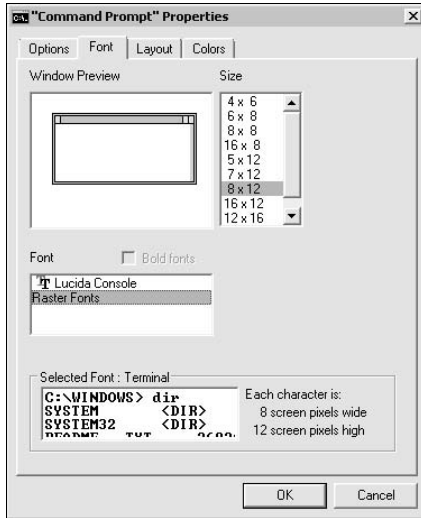 "Command Prompt" Properties
Options Font Layout Colors
Window Preview
Size
4 x 6
6 x 8
8 x 8
16 x 8
5 x 12
7 x 12
8 x 12
16 x 12
12 x 16
Font
Bold fonts
Lucida Console
Raster Fonts
Selected Font : Terminal
C:\WINDOWS> dir
SYSTEM <DIR>
SYSTEM32 <DIR>
Each character is:
8 screen pixels wide
12 screen pixels high
OK Cancel